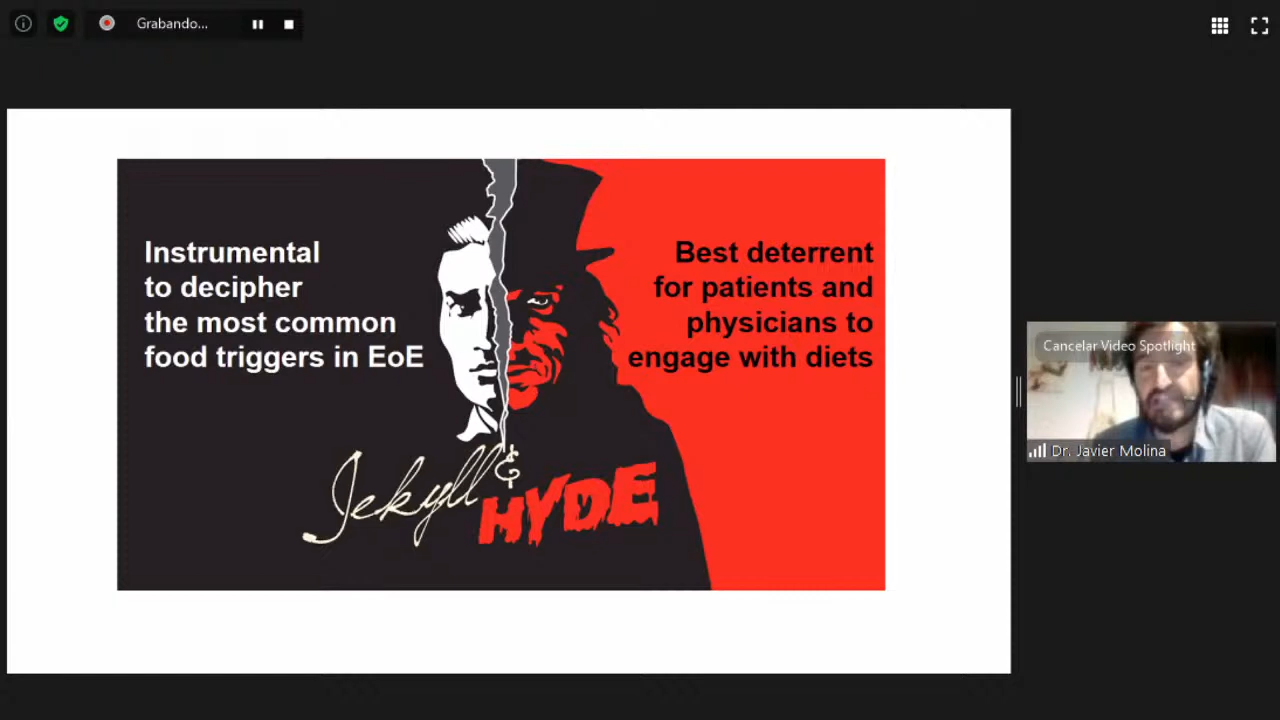 Grabando...
Instrumental
to decipher
the most common
food triggers in EoE
Best deterrent
for patients and
physicians to
engage with diets
Jekyll &
HYDE
Cancelar Video Spotlight
Dr. Javier Molina